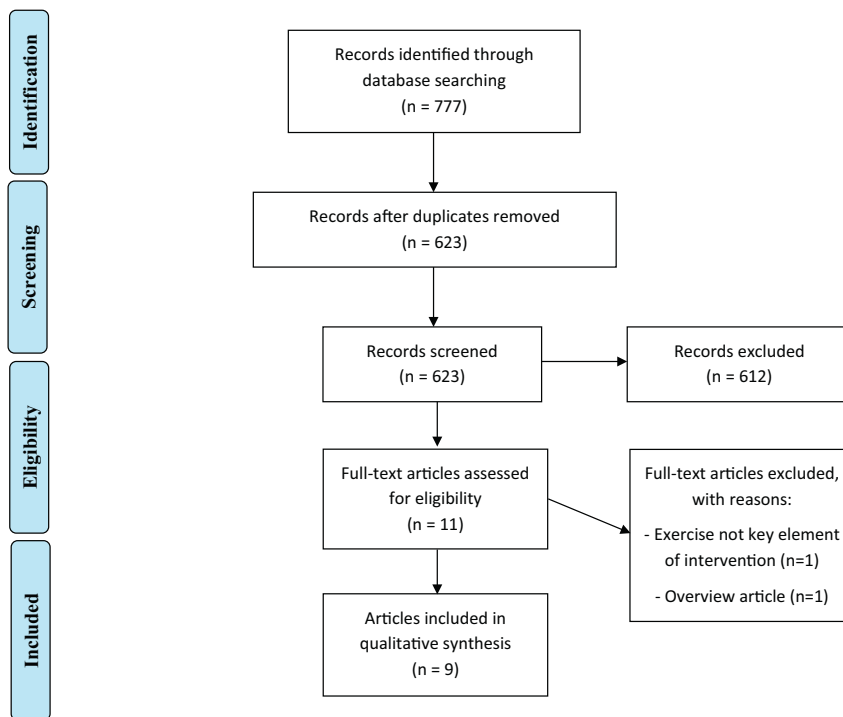 Identification
Records identified through
database searching
(n = 777)
Screening
Records after duplicates removed
(n = 623)
Records screened
(n = 623)
Records excluded
(n = 612)
Eligibility
Full-text articles assessed
for eligibility
(n = 11)
Full-text articles excluded,
with reasons:
- Exercise not key element
of intervention (n=1)
- Overview article (n=1)
Included
Articles included in
qualitative synthesis
(n = 9)